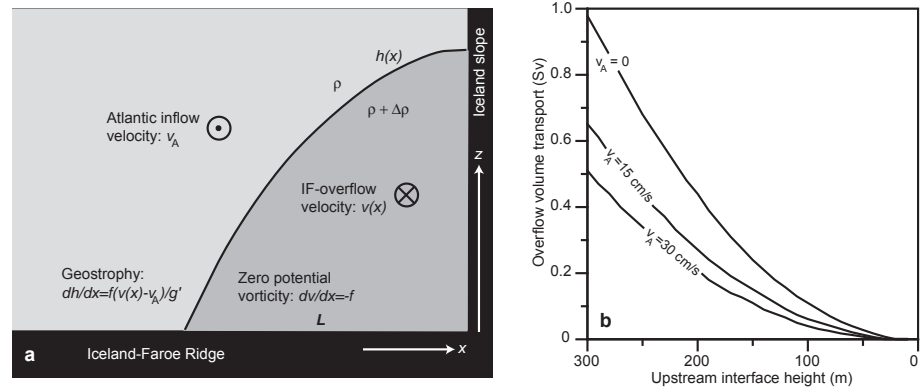 h(x)
ρ
ρ + Δρ
Iceland slope
Atlantic inflow
velocity: vA
z
IF-overflow
velocity: v(x)
Geostrophy:
dh/dx=f(v(x)-vA)/g'
Zero potential
vorticity: dv/dx=-f
L
a
Iceland-Faroe Ridge
x
Overflow volume transport (Sv)
1.0
0.8
0.6
0.4
0.2
0
vA = 0
vA=15 cm/s
vA=30 cm/s
b
300
200
100
0
Upstream interface height (m)